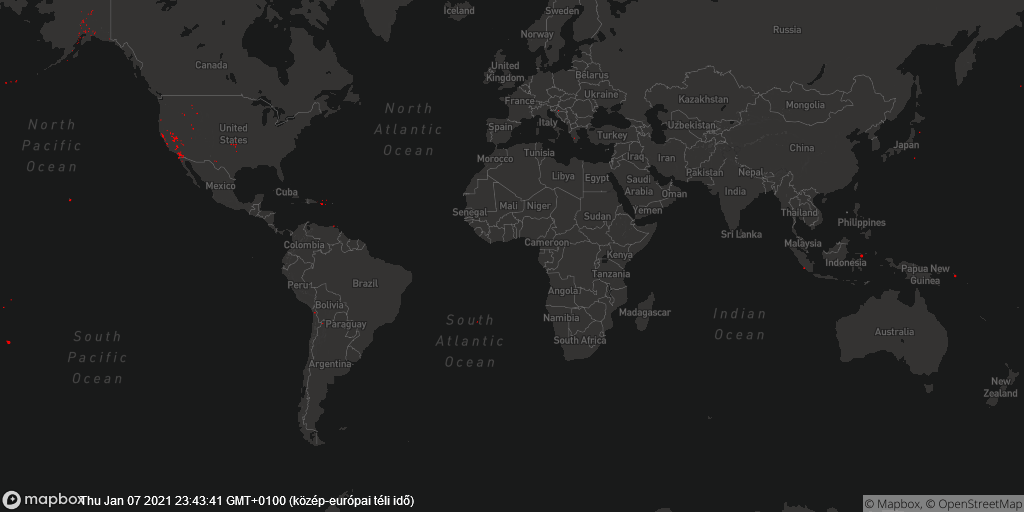 Iceland
Sweden
Norway
Russia
Canada
United
Kingdom
Belarus
Ukraine
France
Kazakhstan
Mongolia
North
Pacific
Ocean
North
Atlantic
Ocean
United
States
Spain
Italy
Turkey
Uzbekistan
China
Japan
Morocco
Tunisia
Iraq
Iran
Pakistan
Nepal
Mexico
Cuba
Libya
Egypt
Saudi
Arabia
Oman
India
Senegal
Mali
Niger
Sudan
Yemen
Thailand
Philippines
Sri Lanka
Colombia
Cameroon
Kenya
Malaysia
Indonesia
Papua New
Guinea
Peru
Brazil
Tanzania
Bolivia
Angola
Paraguay
Namibia
Madagascar
South
Pacific
Ocean
South
Atlantic
Ocean
Indian
Ocean
South Africa
Australia
Argentina
New
Zealand
mapbox
Thu Jan 07 2021 23:43:41 GMT+0100 (közép-európai téli idő)
© Mapbox, © OpenStreetMap